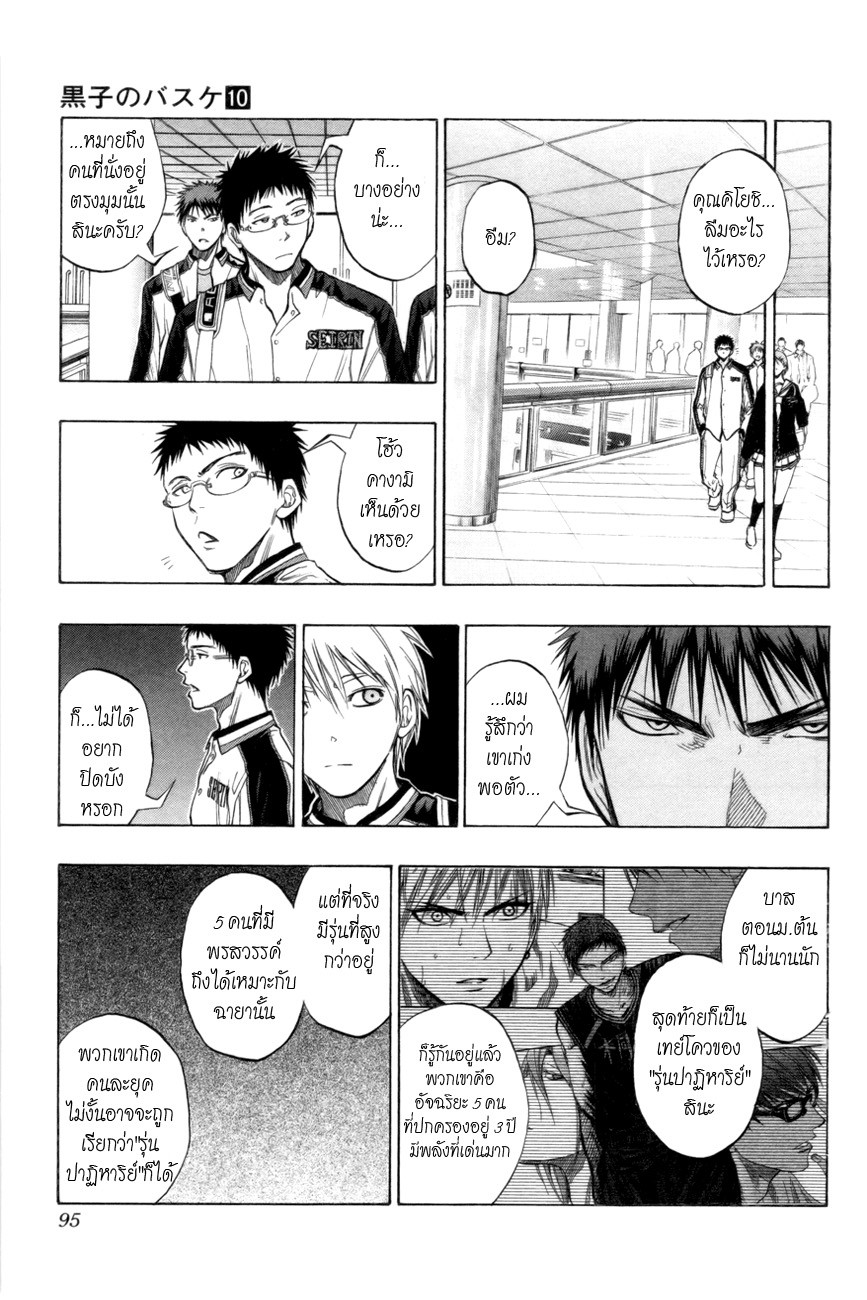 黒子のバスケ10
คุณคิโยชิ...
ลืมอะไร
ไว้เหรอ?
อืม?
ก็...
บางอย่าง
น่ะ...
...หมายถึง
คนที่นั่งอยู่
ตรงมุมนั้น
สินะครับ?
SEIRIN
โฮ้ว
คางามิ
เห็นด้วย
เหรอ?
...ผม
รู้สึกว่า
เขาเก่ง
พอตัว...
ก็...ไม่ได้
อยาก
ปิดบัง
หรอก
บาส
ตอนม.ต้น
ก็ไม่นานนัก
สุดท้ายก็เป็น
เทย์โควของ
"รุ่นปาฏิหาริย์"
สินะ
ก็รู้กันอยู่แล้ว
พวกเขาคือ
อัจฉริยะ 5 คน
ที่ปกครองอยู่ 3 ปี
มีพลังที่เด่นมาก
แต่ที่จริง
มีรุ่นที่สูง
กว่าอยู่
5 คนที่มี
พรสวรรค์
ถึงได้เหมาะกับ
ฉายานั้น
พวกเขาเกิด
คนละยุค
ไม่งั้นอาจจะถูก
เรียกว่า"รุ่น
ปาฏิหาริย์"ก็ได้
95